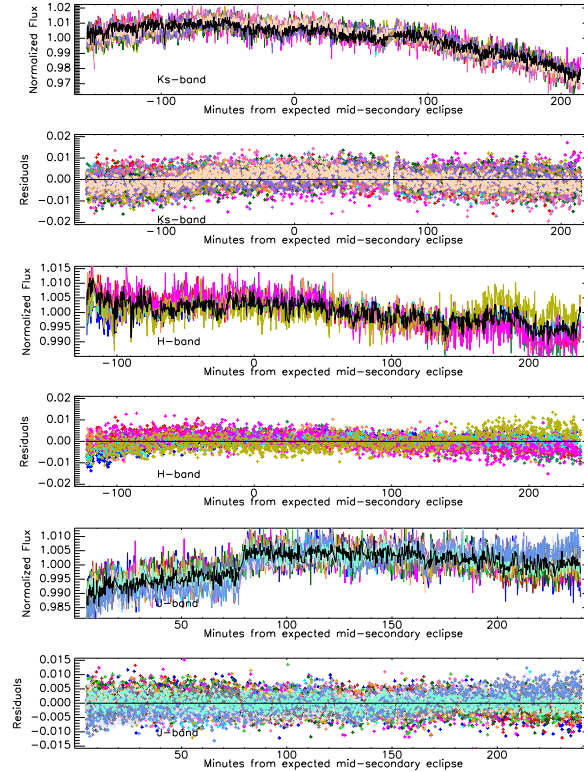 1.02
1.01
1.00
0.99
0.98
0.97
Normalized Flux
Ks-band
-100 0 100 200
Minutes from expected mid-secondary eclipse
0.02
0.01
0.00
-0.01
-0.02
Residuals
Ks-band
-100 0 100 200
Minutes from expected mid-secondary eclipse
1.015
1.010
1.005
1.000
0.995
0.990
Normalized Flux
H-band
-100 0 100 200
Minutes from expected mid-secondary eclipse
0.02
0.01
0.00
-0.01
-0.02
Residuals
H-band
-100 0 100 200
Minutes from expected mid-secondary eclipse
1.010
1.005
1.000
0.995
0.990
0.985
Normalized Flux
J-band
50 100 150 200
Minutes from expected mid-secondary eclipse
0.015
0.010
0.005
0.000
-0.005
-0.010
-0.015
Residuals
J-band
50 100 150 200
Minutes from expected mid-secondary eclipse